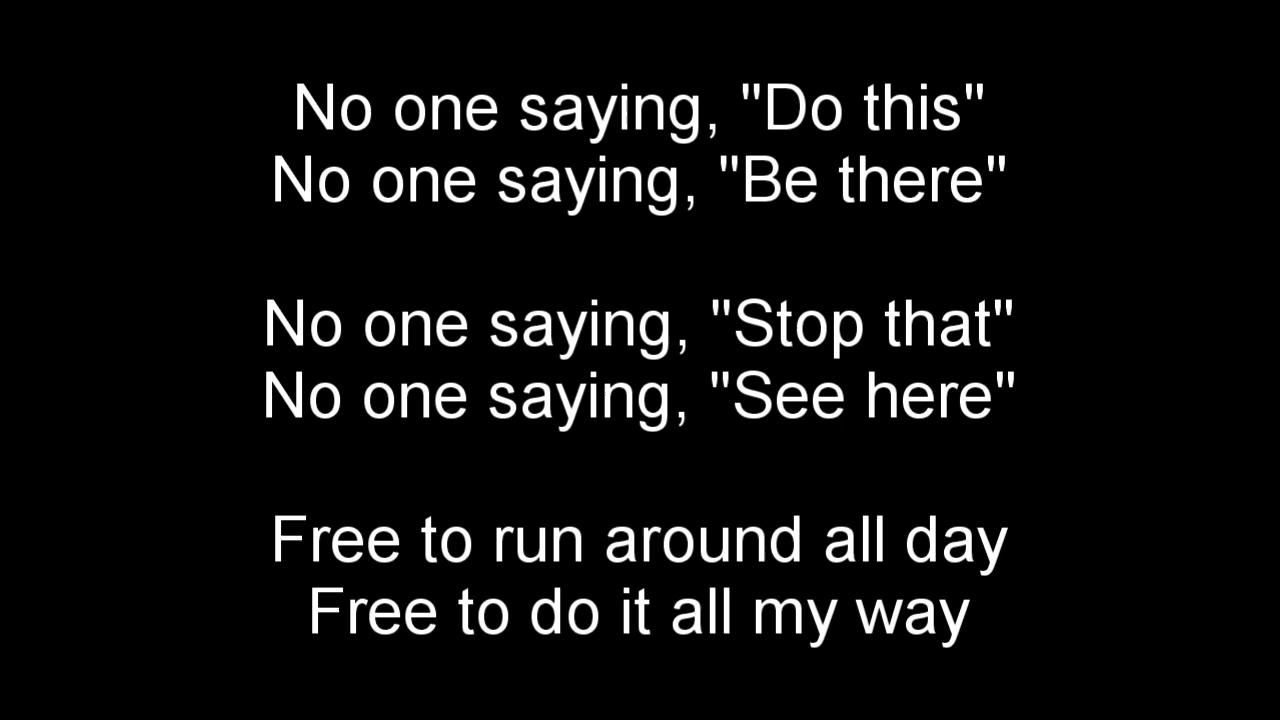 No one saying, "Do this"
No one saying, "Be there"
No one saying, "Stop that"
No one saying, "See here"
Free to run around all day
Free to do it all my way